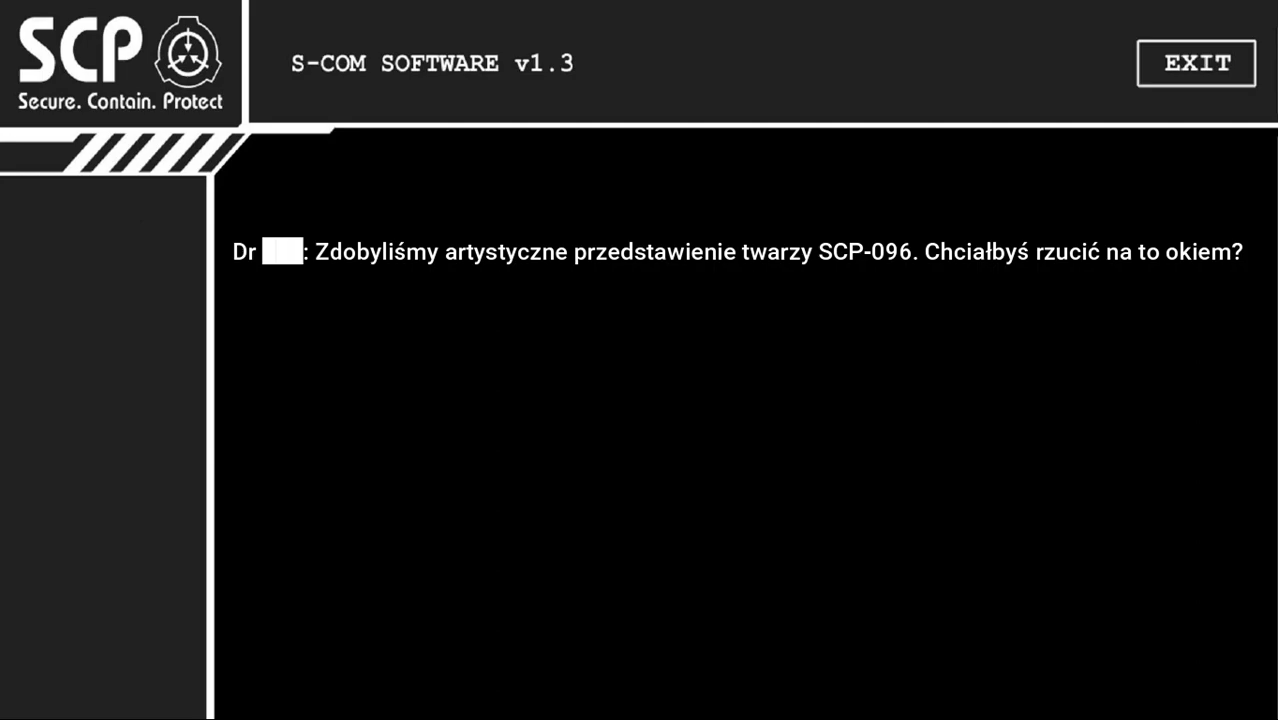 SCP
Secure. Contain. Protect
S-COM SOFTWARE v1.3
EXIT
Dr ███: Zdobyliśmy artystyczne przedstawienie twarzy SCP-096. Chciałbyś rzucić na to okiem?